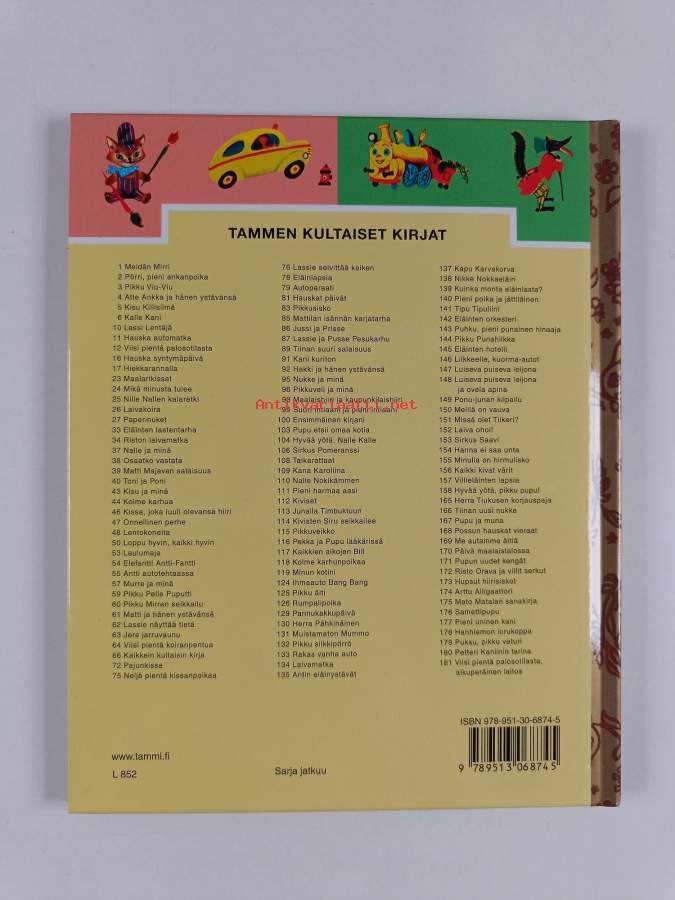 TAMMEN KULTAISET KIRJAT
1 Meidän Mirri
2 Pörri, pieni ankanpoika
3 Pikku Viu-Viu
4 Atte Ankka ja hänen ystävänsä
5 Kisu Killisilmä
6 Kalle Kani
10 Lassi Lentäjä
11 Hauska automatka
12 Viisi pientä palosotilasta
16 Hauska syntymäpäivä
17 Hiekkarannalla
23 Maalarikissat
24 Mikä minusta tulee
25 Nille Nallen kalaretki
26 Laivakoira
27 Paperinuket
33 Eläinten lastentarha
34 Riston laivamatka
37 Nalle ja minä
38 Osaatko vastata
39 Matti Majavan salaisuus
40 Toni ja Poni
43 Kisu ja minä
44 Kolme karhua
46 Kissa, joka luuli olevansa hiiri
47 Onnellinen perhe
48 Lentokoneita
50 Loppu hyvin, kaikki hyvin
53 Laulumaja
54 Elefantti Antti-Fantti
55 Antti autotehtaassa
57 Murre ja minä
59 Pikku Pelle Puputti
60 Pikku Mirren seikkailu
61 Matti ja hänen ystävänsä
62 Lassie näyttää tietä
63 Jere jarruvaunu
64 Viisi pientä koiranpentua
66 Kaikkein kultaisin kirja
72 Pajunkissa
75 Neljä pientä kissanpoikaa
76 Lassie selvittää kaiken
78 Eläinlapsia
79 Autoparaati
81 Hauskat päivät
83 Pikkusisko
85 Mattilan isännän karjatarha
86 Jussi ja Prisse
87 Lassie ja Pusse Pesukarhu
89 Tiinan suuri salaisuus
91 Kani kuriton
92 Hakki ja hänen ystävänsä
95 Nukke ja minä
96 Pikkuveli ja minä
98 Maalaishiiri ja kaupunkilaishiiri
99 Suuri intiaani ja pieni intiaani
100 Ensimmäinen kirjani
103 Pupu etsii omaa kotia
104 Hyvää yötä, Nalle Kalle
106 Sirkus Pomeranssi
108 Taikarattaat
109 Kana Karoliina
110 Nalle Nokikämmen
111 Pieni harmaa aasi
112 Kiviset
113 Junalla Timbuktuun
114 Kivisten Siru seikkailee
115 Pikkuveikko
116 Pekka ja Pupu lääkärissä
117 Kaikkien aikojen Bill
118 Kolme karhunpoikaa
119 Minun kotini
124 Ihmeauto Bang Bang
125 Pikku äiti
126 Rumpalipoika
129 Pannukakkupäivä
130 Herra Pähkinäinen
131 Muistamaton Mummo
132 Pikku silkkipörrö
133 Rakas vanha auto
134 Laivamatka
135 Antin eläinystävät
137 Kapu Karvakorva
138 Nikke Nokkaeläin
139 Kuinka monta eläinlasta?
140 Pieni poika ja jättiläinen
141 Tipu Tipuliini
142 Eläinten orkesteri
143 Puhku, pieni punainen hinaaja
144 Pikku Punahilkka
145 Eläinten hotelli
146 Liikkeelle, kuorma-autot
147 Luiseva puiseva leijona
148 Luiseva puiseva leijona
ja ovela apina
149 Ponu-junan kilpailu
150 Meillä on vauva
151 Missä olet Tiikeri?
152 Laiva ohoi!
153 Sirkus Saavi
154 Hanna ei saa unta
155 Minulla on hirmulisko
156 Kaikki kivat värit
157 Villieläinten lapsia
158 Hyvää yötä, pikku pupu!
165 Herra Tiukusen korjauspaja
166 Tiinan uusi nukke
167 Pupu ja muna
168 Possun hauskat vieraat
169 Me autamme äitiä
170 Päivä maalaistalossa
171 Pupun uudet kengät
172 Risto Orava ja villit serkut
173 Hupsut hiirisiskot
174 Arttu Alligaattori
175 Mato Matalan sanakirja
176 Samettipupu
177 Pieni uninen kani
178 Hanhiemon lorukoppa
179 Puksu, pikku veturi
180 Petteri Kaniinin tarina
181 Viisi pientä palosotilasta,
alkuperäinen laitos
Antikvariaatti.net
ISBN 978-951-30-6874-5
9 789513 068745
www.tammi.fi
L 852
Sarja jatkuu